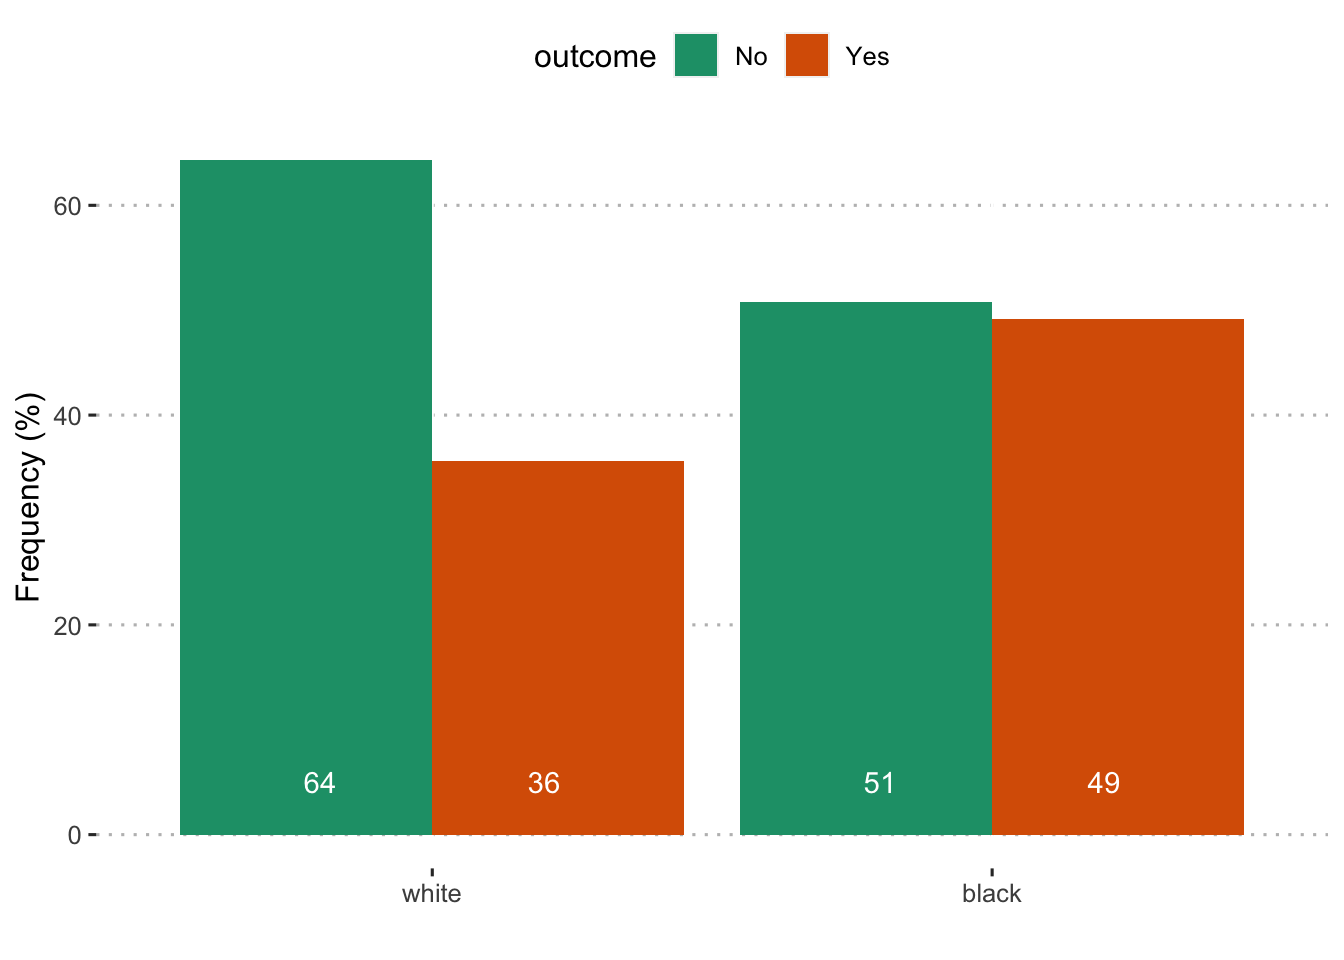 outcome No Yes
Frequency (%)
60
40
20
0
64 36 51 49
white black